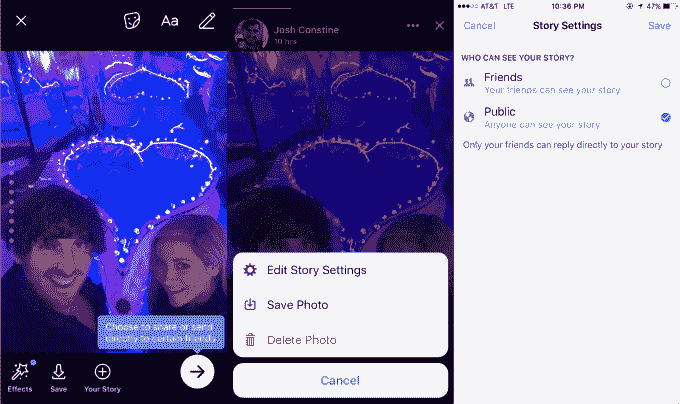 Aa
Choose to share or send
directly to certain friends
Effects
Save
Your Story
Josh Constine
10 hrs
Edit Story Settings
Save Photo
Delete Photo
Cancel
AT&T LTE
10:36 PM
47%
Cancel
Story Settings
Save
WHO CAN SEE YOUR STORY?
Friends
Your friends can see your story
Public
Anyone can see your story
Only your friends can reply directly to your story